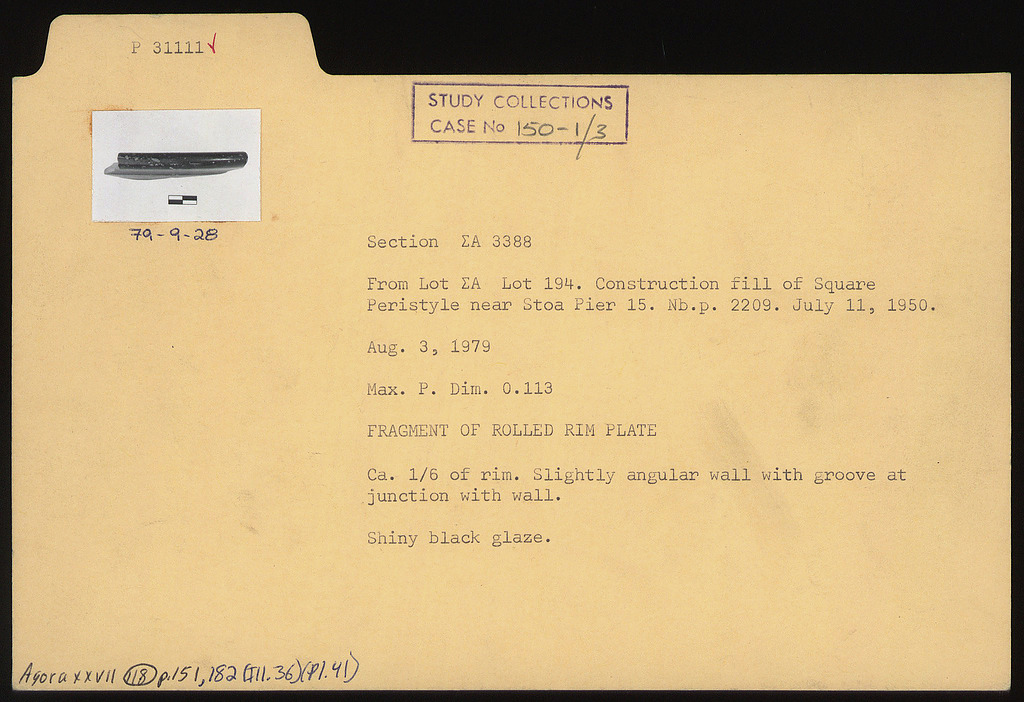 P 31111✓
STUDY COLLECTIONS
CASE No 150-1/3
79-9-28
Section ΣΑ 3388
From Lot ΣΑ Lot 194. Construction fill of Square
Peristyle near Stoa Pier 15. Nb.p. 2209. July 11, 1950.
Aug. 3, 1979
Max. P. Dim. 0.113
FRAGMENT OF ROLLED RIM PLATE
Ca. 1/6 of rim. Slightly angular wall with groove at
junction with wall.
Shiny black glaze.
Agora XXVII 118 p.151, 182 (Ill. 36)(Pl. 41)